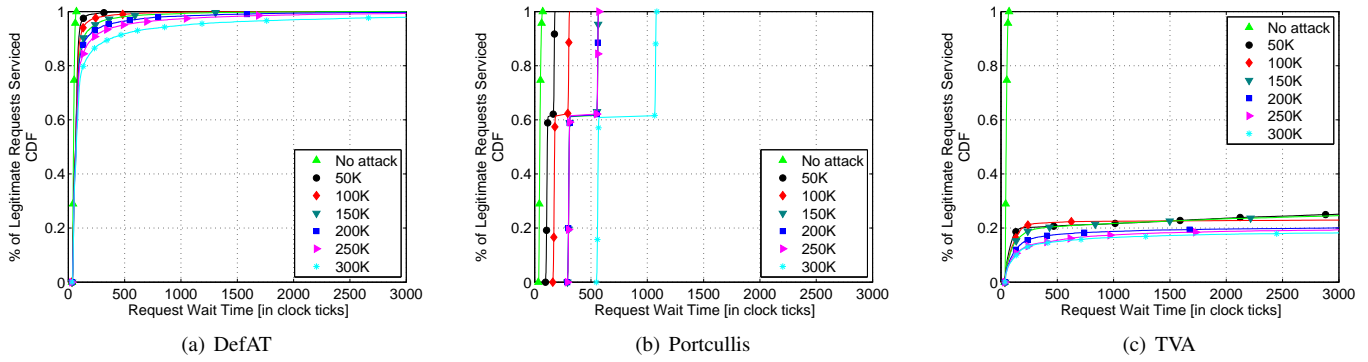 % of Legitimate Requests Serviced
CDF
1
0.8
0.6
0.4
0.2
0
0 500 1000 1500 2000 2500 3000
Request Wait Time [in clock ticks]
No attack
50K
100K
150K
200K
250K
300K
(a) DefAT
% of Legitimate Requests Serviced
CDF
1
0.8
0.6
0.4
0.2
0
0 500 1000 1500 2000 2500 3000
Request Wait Time [in clock ticks]
No attack
50K
100K
150K
200K
250K
300K
(b) Portcullis
% of Legitimate Requests Serviced
CDF
1
0.8
0.6
0.4
0.2
0
0 500 1000 1500 2000 2500 3000
Request Wait Time [in clock ticks]
No attack
50K
100K
150K
200K
250K
300K
(c) TVA